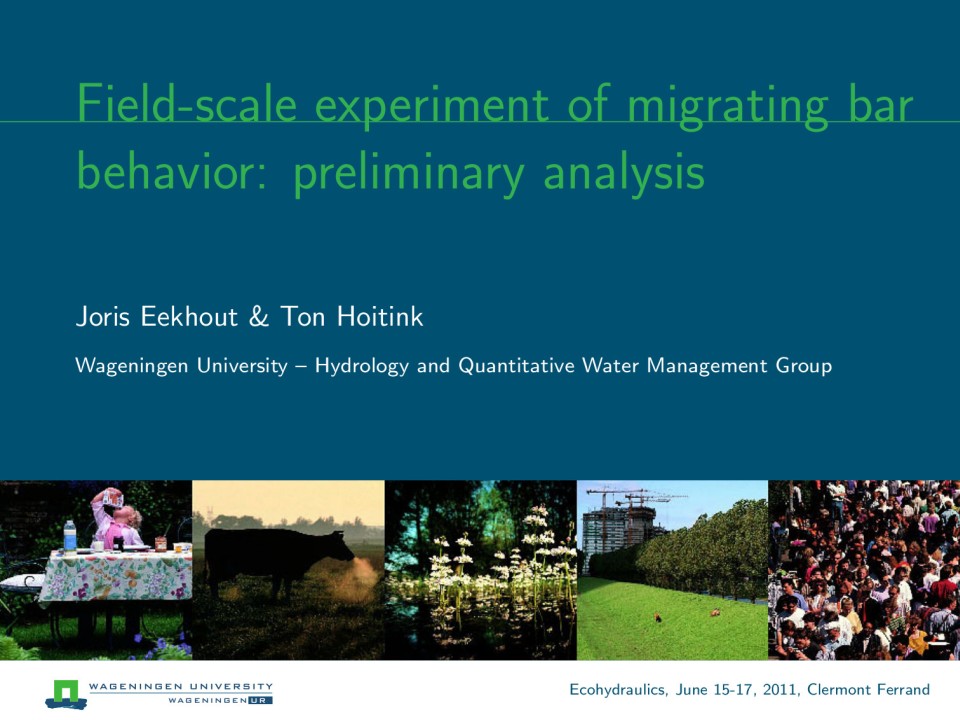 Field-scale experiment of migrating bar
behavior: preliminary analysis
Joris Eekhout & Ton Hoitink
Wageningen University – Hydrology and Quantitative Water Management Group
WAGENINGEN UNIVERSITY
WAGENINGEN UR
Ecohydraulics, June 15-17, 2011, Clermont Ferrand